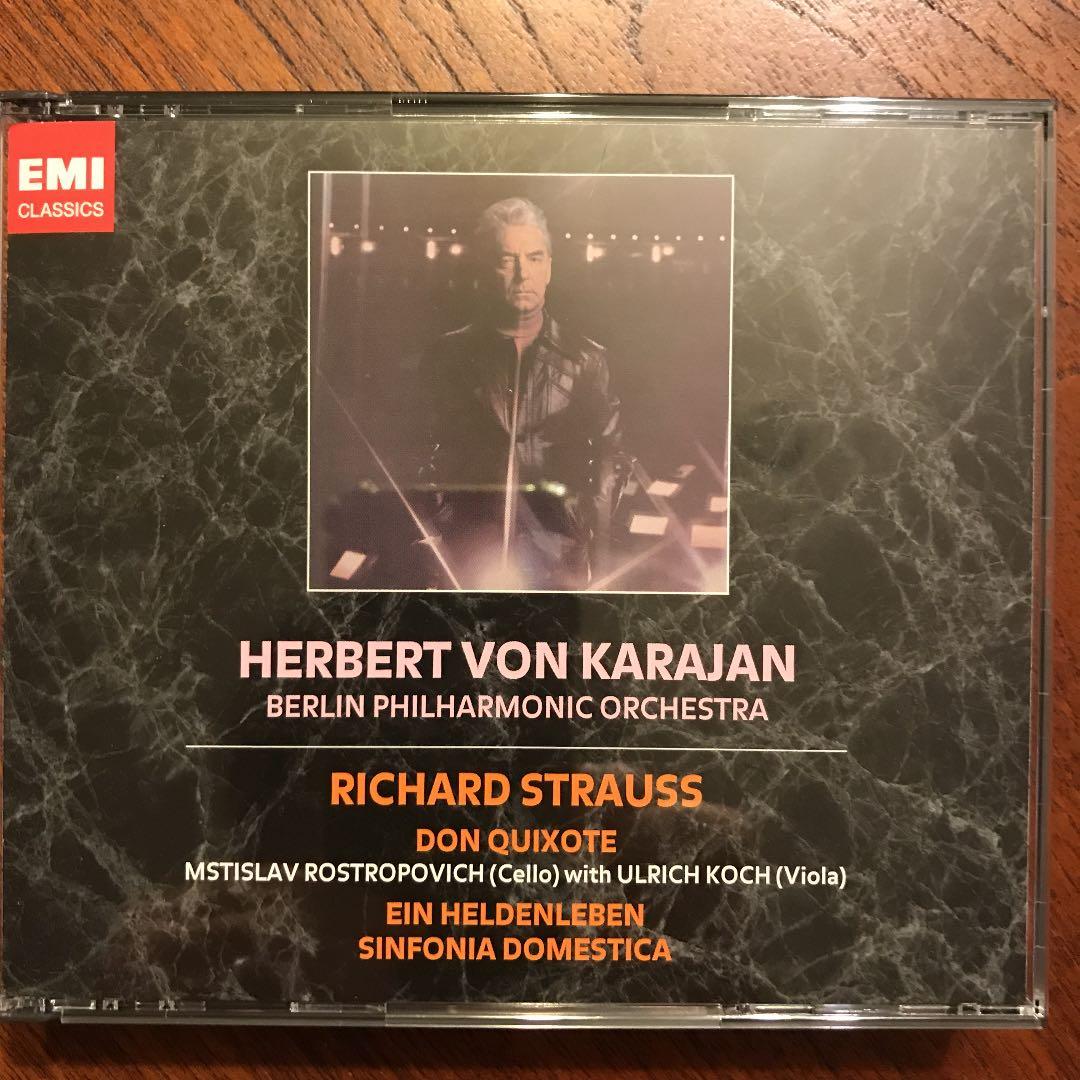 EMI
CLASSICS
HERBERT VON KARAJAN
BERLIN PHILHARMONIC ORCHESTRA
RICHARD STRAUSS
DON QUIXOTE
MSTISLAV ROSTROPOVICH (Cello) with ULRICH KOCH (Viola)
EIN HELDENLEBEN
SINFONIA DOMESTICA